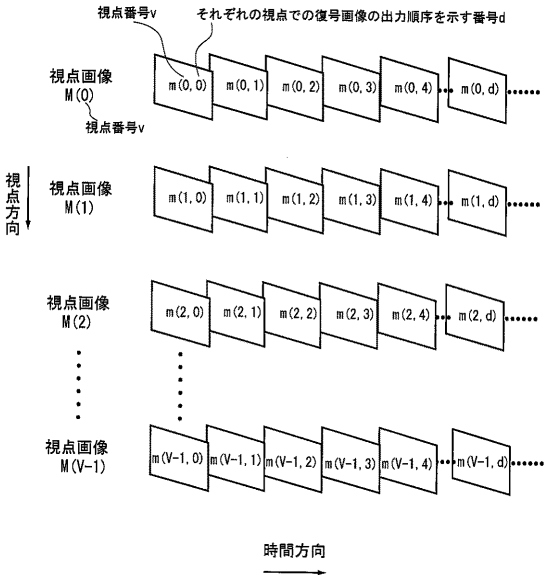 視点番号v
それぞれの視点での復号画像の出力順序を示す番号d
視点画像
M(0)
視点番号v
m(0,0) m(0,1) m(0,2) m(0,3) m(0,4) m(0,d)
視点方向
視点画像
M(1)
m(1,0) m(1,1) m(1,2) m(1,3) m(1,4) m(1,d)
視点画像
M(2)
m(2,0) m(2,1) m(2,2) m(2,3) m(2,4) m(2,d)
視点画像
M(V-1)
m(V-1,0) m(V-1,1) m(V-1,2) m(V-1,3) m(V-1,4) m(V-1,d)
時間方向